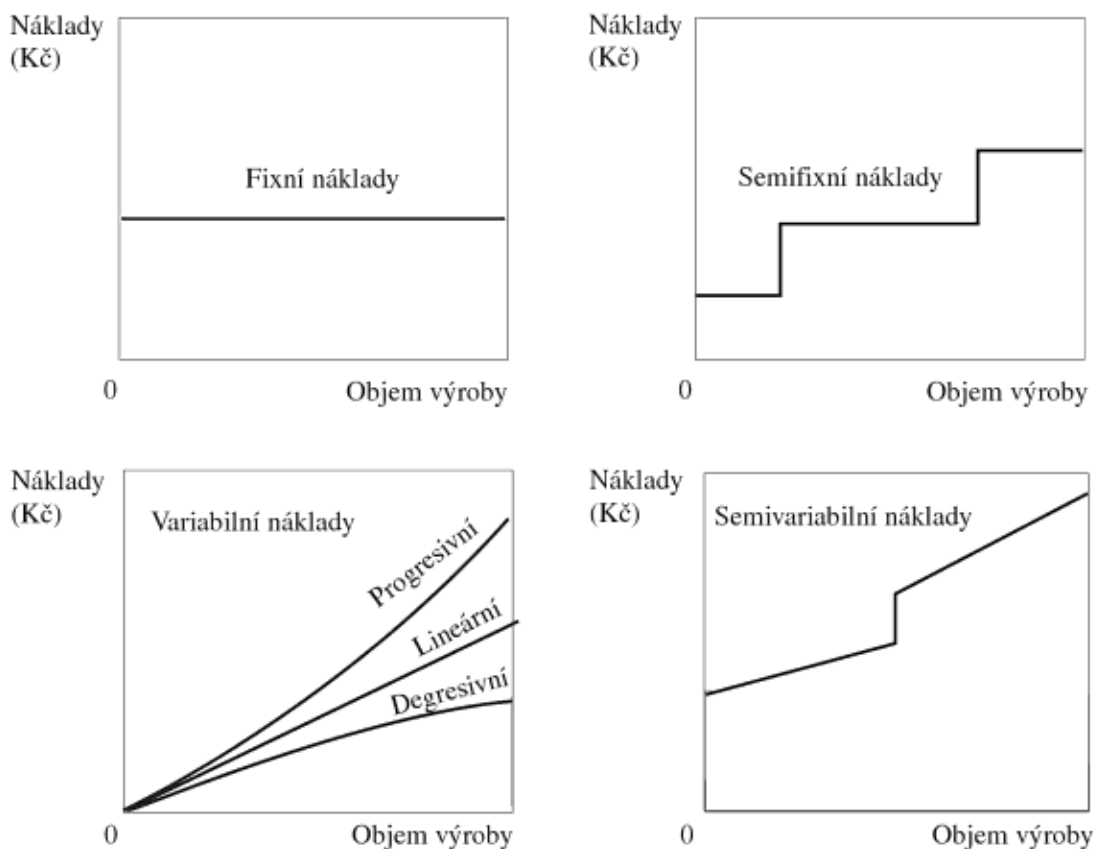 Náklady
(Kč)
Fixní náklady
0
Objem výroby
Náklady
(Kč)
Semifixní náklady
0
Objem výroby
Náklady
(Kč)
Variabilní náklady
Progresivní
Lineární
Degresivní
0
Objem výroby
Náklady
(Kč)
Semivariabilní náklady
0
Objem výroby